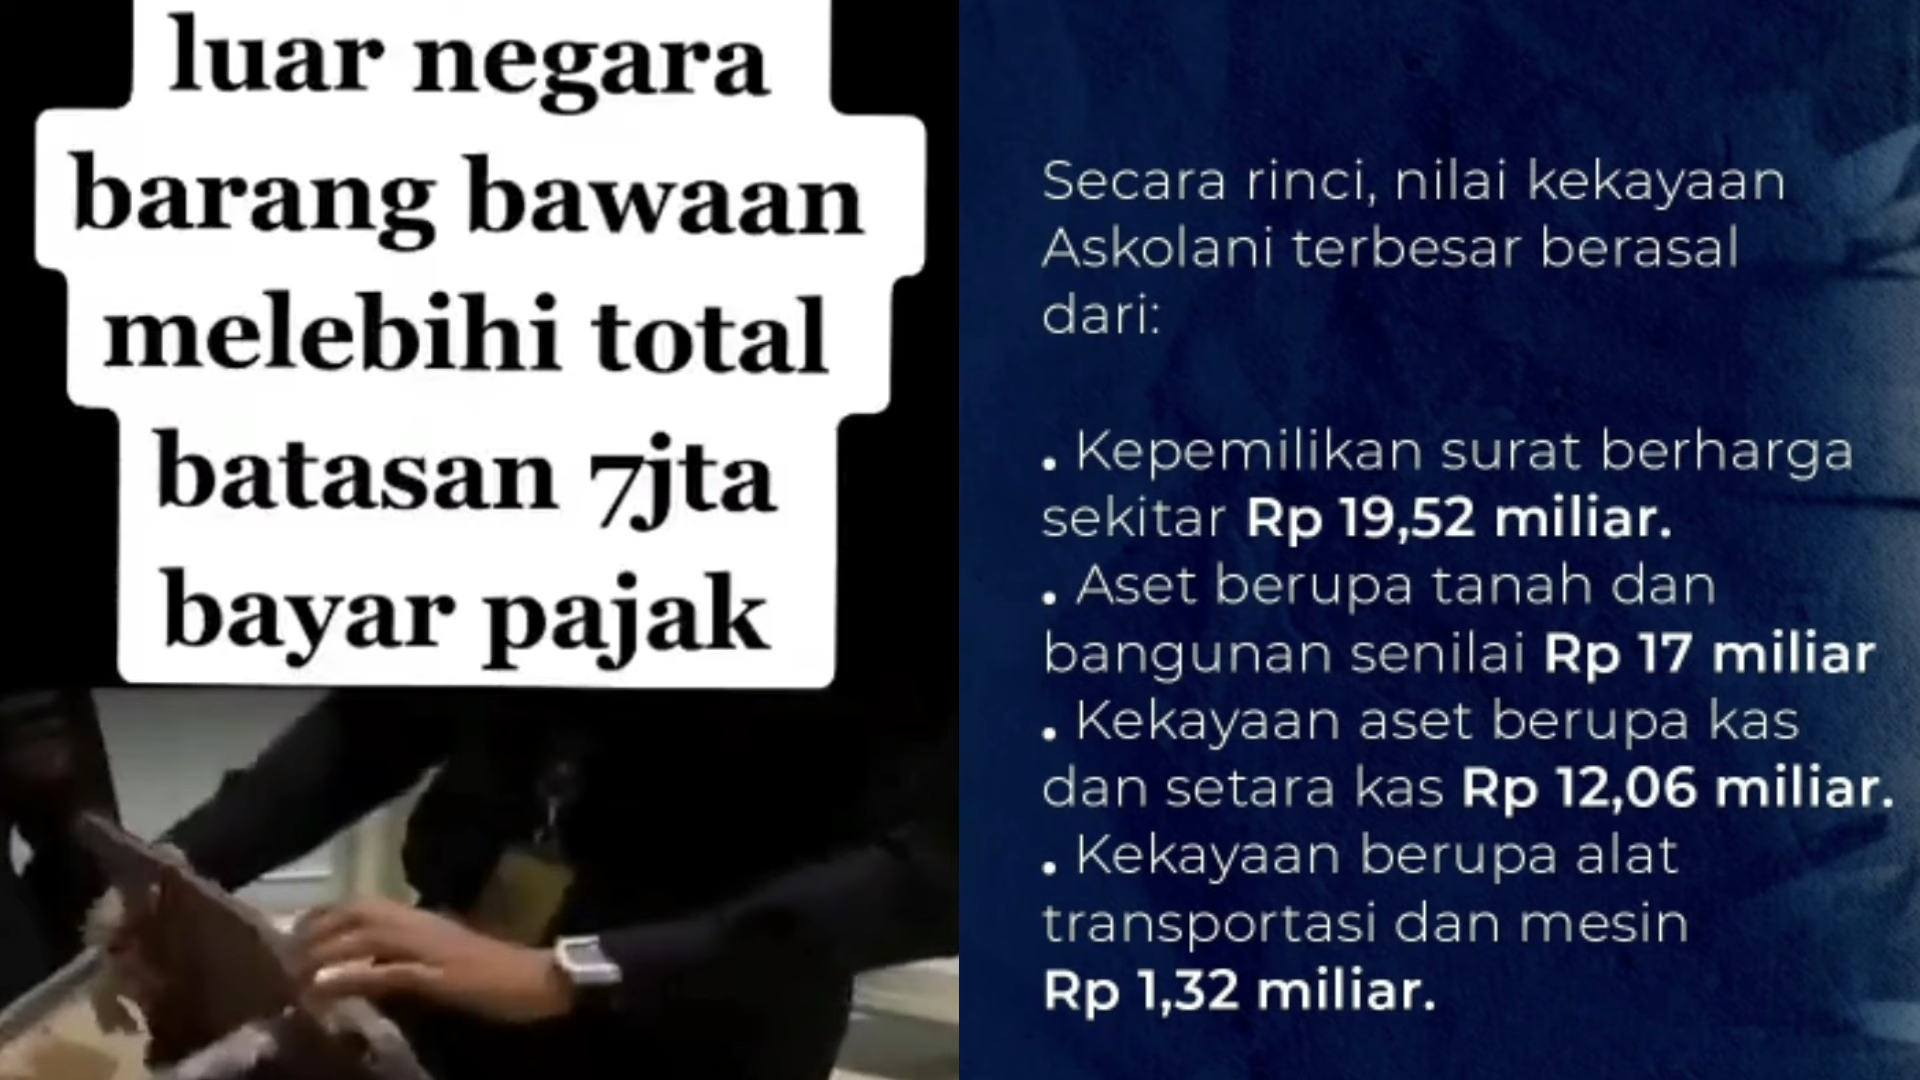 luar negara
barang bawaan
melebihi total
batasan 7jta
bayar pajak
Secara rinci, nilai kekayaan
Askolani terbesar berasal
dari:
. Kepemilikan surat berharga
sekitar Rp 19,52 miliar.
. Aset berupa tanah dan
bangunan senilai Rp 17 miliar
. Kekayaan aset berupa kas
dan setara kas Rp 12,06 miliar.
. Kekayaan berupa alat
transportasi dan mesin
Rp 1,32 miliar.